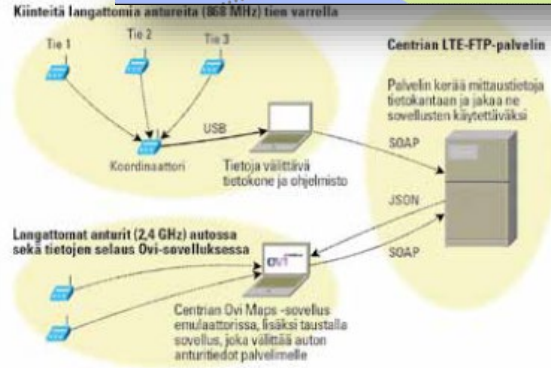 Kiinteitä langattomia antureita (868 MHz) tien varrella
Tie 1
Tie 2
Tie 3
Koordinaattori
USB
Tietoja välittävä
tietokone ja ohjelmisto
Centrian LTE-FTP-palvelin
Palvelin kerää mittaustietoja
tietokantaan ja jakaa ne
sovellusten käytettäväksi
SOAP
JSON
SOAP
Langattomat anturit (2,4 GHz) autossa
sekä tietojen selaus Ovi-sovelluksessa
ovi
Centrian Ovi Maps -sovellus
emulaattorissa, lisäksi taustalla
sovellus, joka välittää auton
anturitiedot palvelimelle